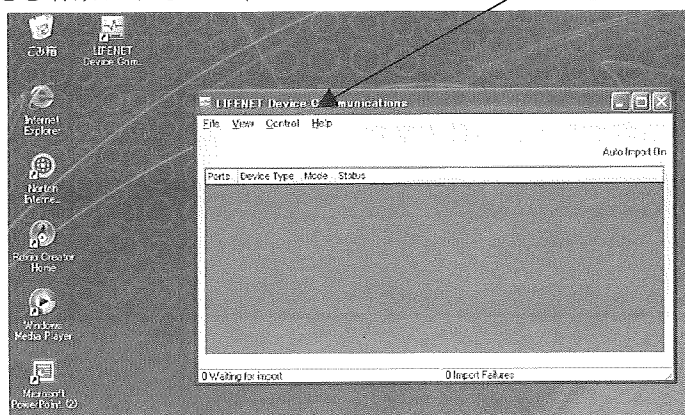 ごみ箱
LIFENET
Device Com...
Internet
Explorer
Norton
Interne...
Creator
Home
Windows
Media Player
Microsoft
PowerPoint (2)
LIFENET Device Communications
File View Control Help
Auto Import On
Ports Device Type Mode Status
0 Waiting for import
0 Import Failures